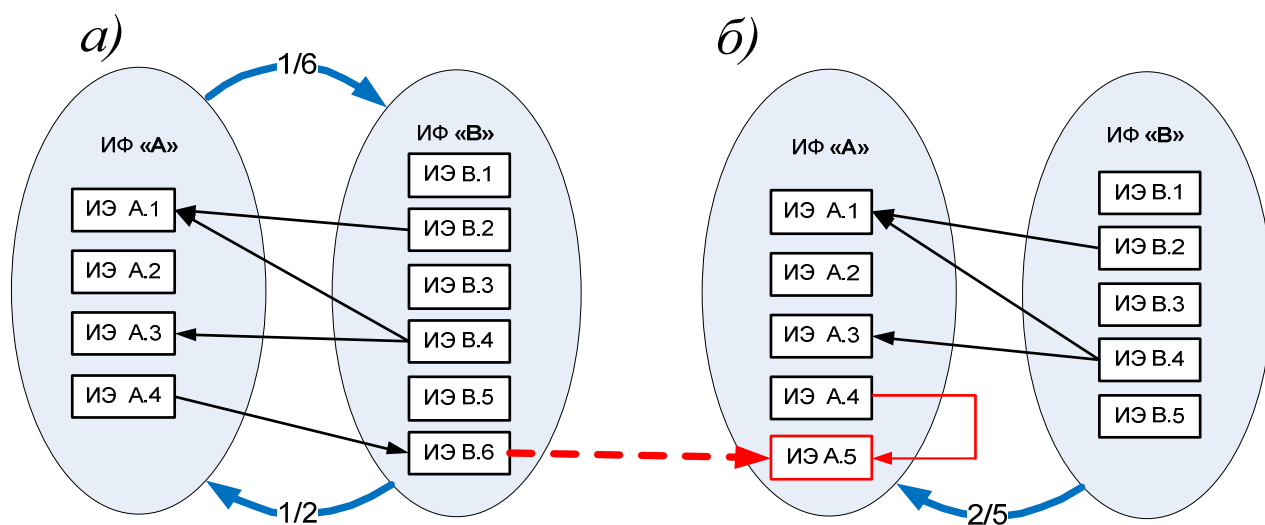 а)
1/6
ИФ «А»
ИЭ А.1
ИЭ А.2
ИЭ А.3
ИЭ А.4
ИФ «В»
ИЭ В.1
ИЭ В.2
ИЭ В.3
ИЭ В.4
ИЭ В.5
ИЭ В.6
1/2
б)
ИФ «А»
ИЭ А.1
ИЭ А.2
ИЭ А.3
ИЭ А.4
ИЭ А.5
ИФ «В»
ИЭ В.1
ИЭ В.2
ИЭ В.3
ИЭ В.4
ИЭ В.5
2/5